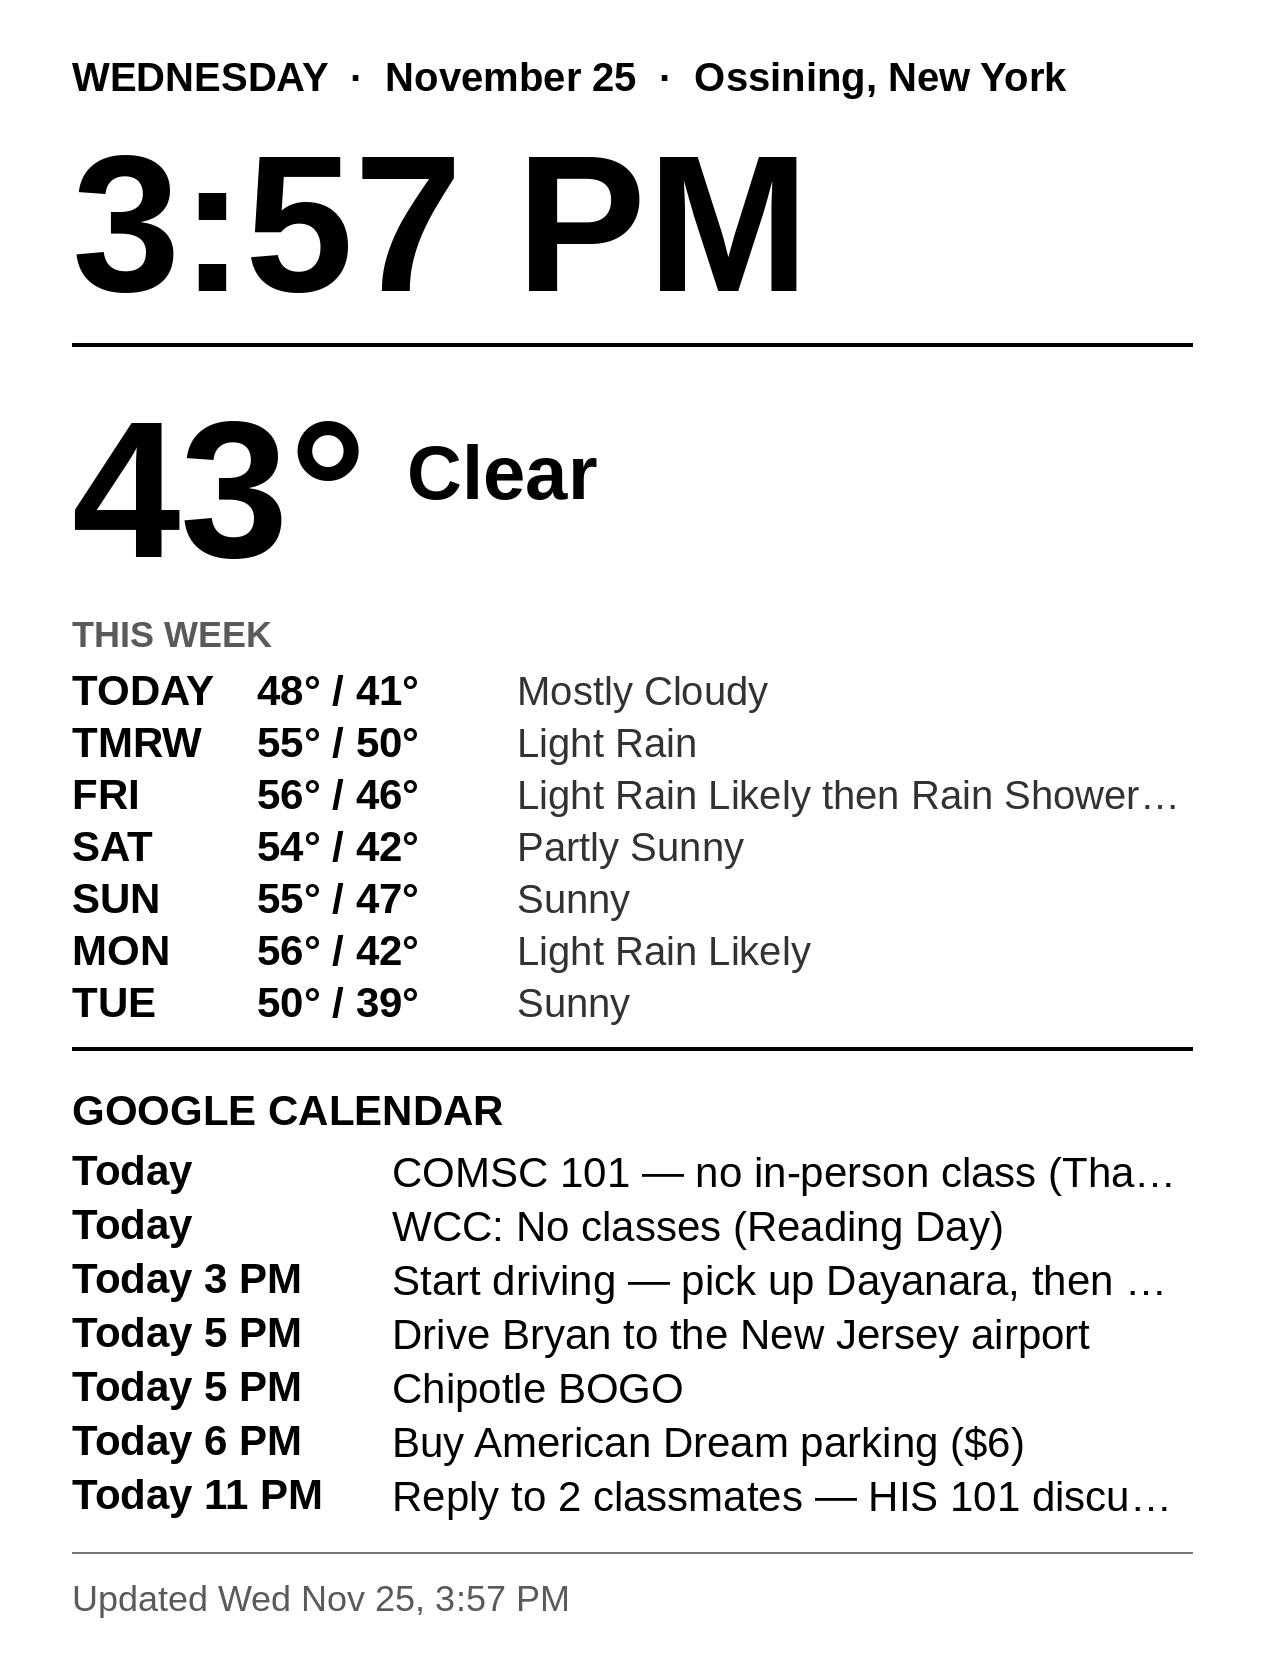 WEDNESDAY · November 25 · Ossining, New York
3:57 PM
43° Clear
THIS WEEK
TODAY 48° / 41° Mostly Cloudy
TMRW 55° / 50° Light Rain
FRI 56° / 46° Light Rain Likely then Rain Shower…
SAT 54° / 42° Partly Sunny
SUN 55° / 47° Sunny
MON 56° / 42° Light Rain Likely
TUE 50° / 39° Sunny
GOOGLE CALENDAR
Today COMSC 101 — no in-person class (Tha…
Today WCC: No classes (Reading Day)
Today 3 PM Start driving — pick up Dayanara, then …
Today 5 PM Drive Bryan to the New Jersey airport
Today 5 PM Chipotle BOGO
Today 6 PM Buy American Dream parking ($6)
Today 11 PM Reply to 2 classmates — HIS 101 discu…
Updated Wed Nov 25, 3:57 PM